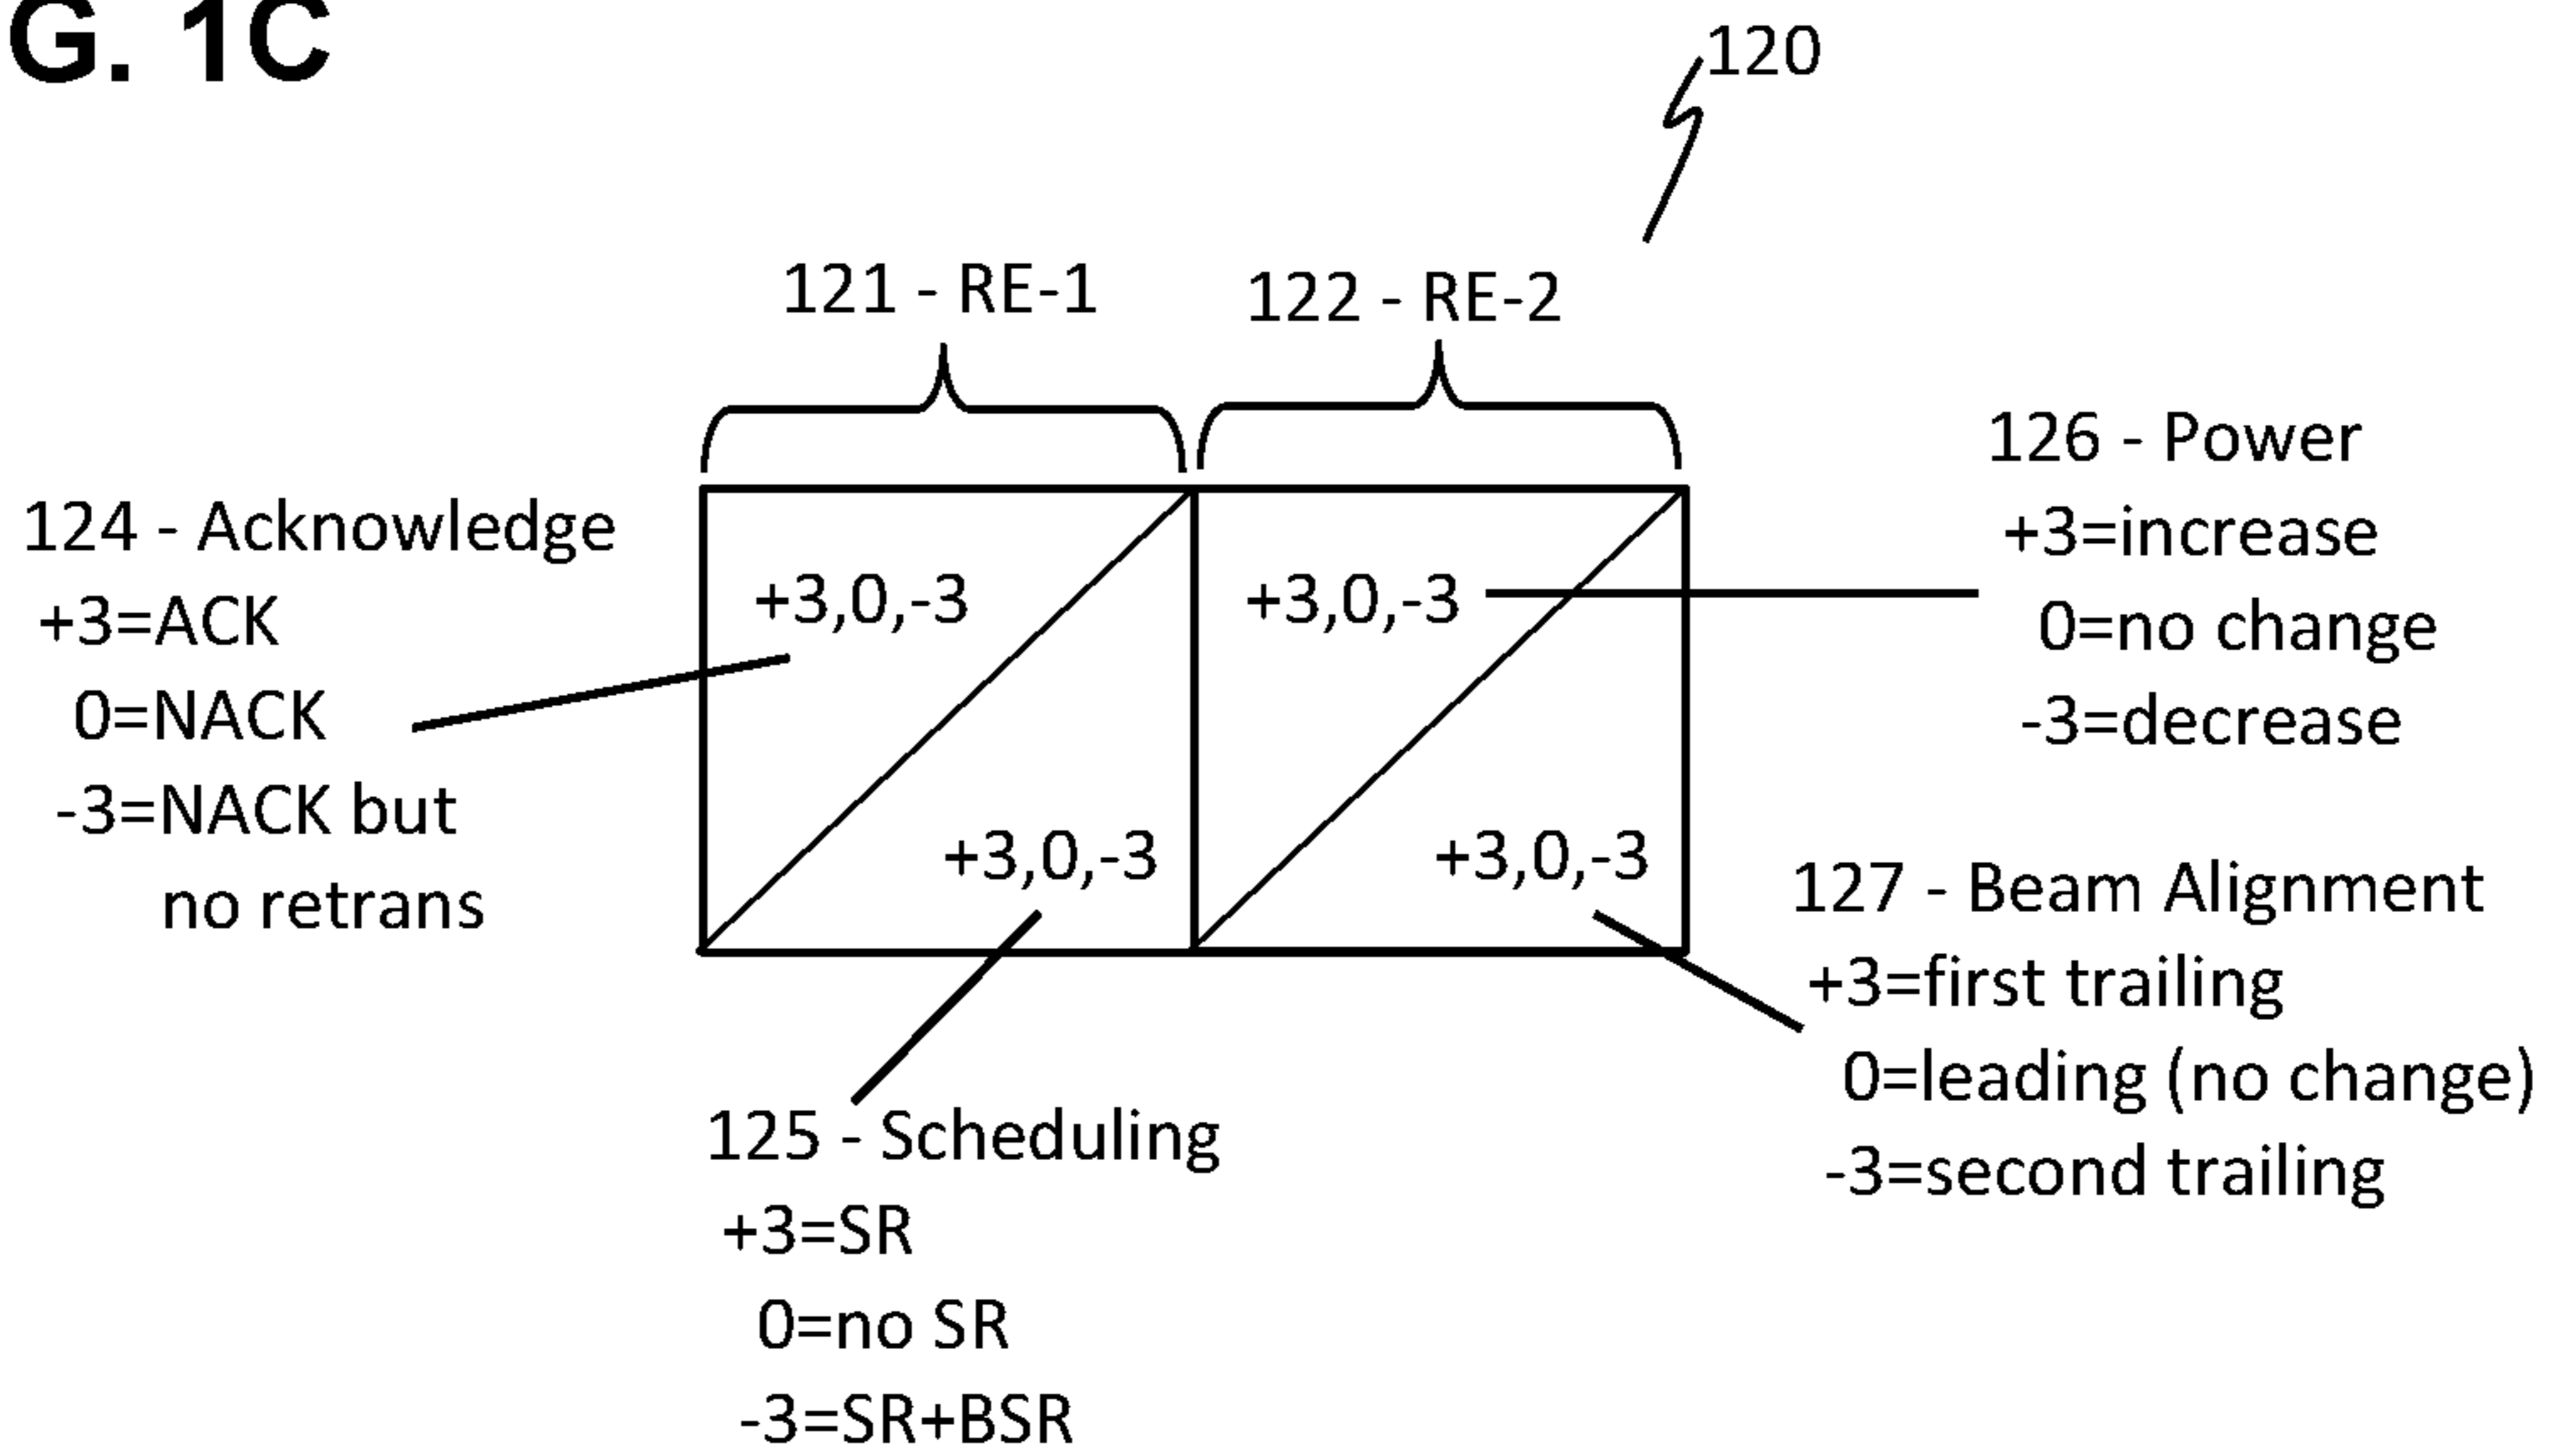 G. 1C
120
121 - RE-1
122 - RE-2
124 - Acknowledge
+3=ACK
0=NACK
-3=NACK but
no retrans
+3,0,-3
+3,0,-3
+3,0,-3
+3,0,-3
126 - Power
+3=increase
0=no change
-3=decrease
127 - Beam Alignment
+3=first trailing
0=leading (no change)
-3=second trailing
125 - Scheduling
+3=SR
0=no SR
-3=SR+BSR